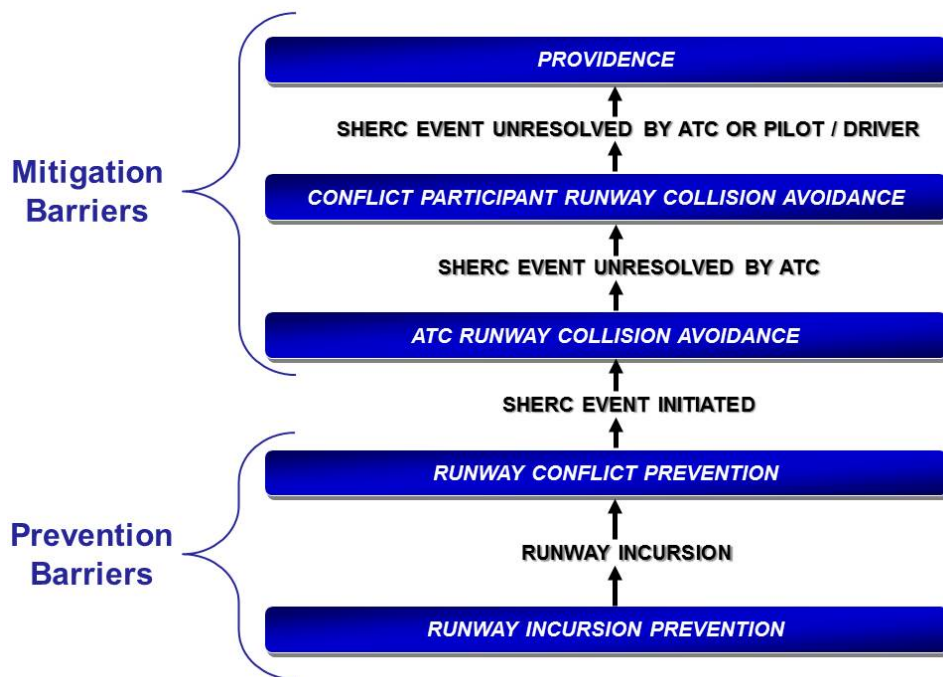 PROVIDENCE
SHERC EVENT UNRESOLVED BY ATC OR PILOT / DRIVER
Mitigation
Barriers
CONFLICT PARTICIPANT RUNWAY COLLISION AVOIDANCE
SHERC EVENT UNRESOLVED BY ATC
ATC RUNWAY COLLISION AVOIDANCE
SHERC EVENT INITIATED
RUNWAY CONFLICT PREVENTION
Prevention
Barriers
RUNWAY INCURSION
RUNWAY INCURSION PREVENTION